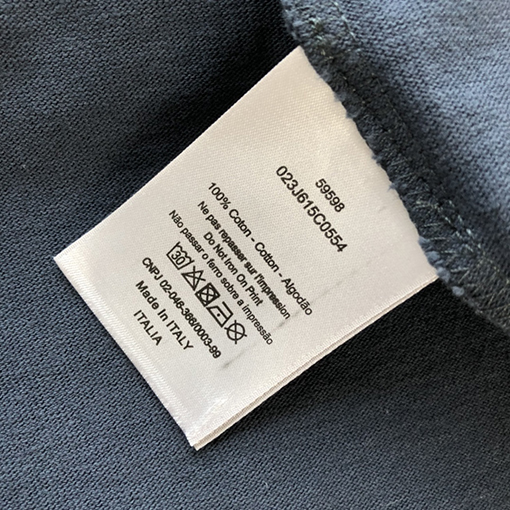 59598
023J615C0554
100% Coton - Cotton - Algodão
Ne pas repasser sur l'impression
Do Not Iron On Print
Não passar o ferro sobre a impressão
30
CNPJ 02.046-368/0003-99
Made In ITALY
ITALIA